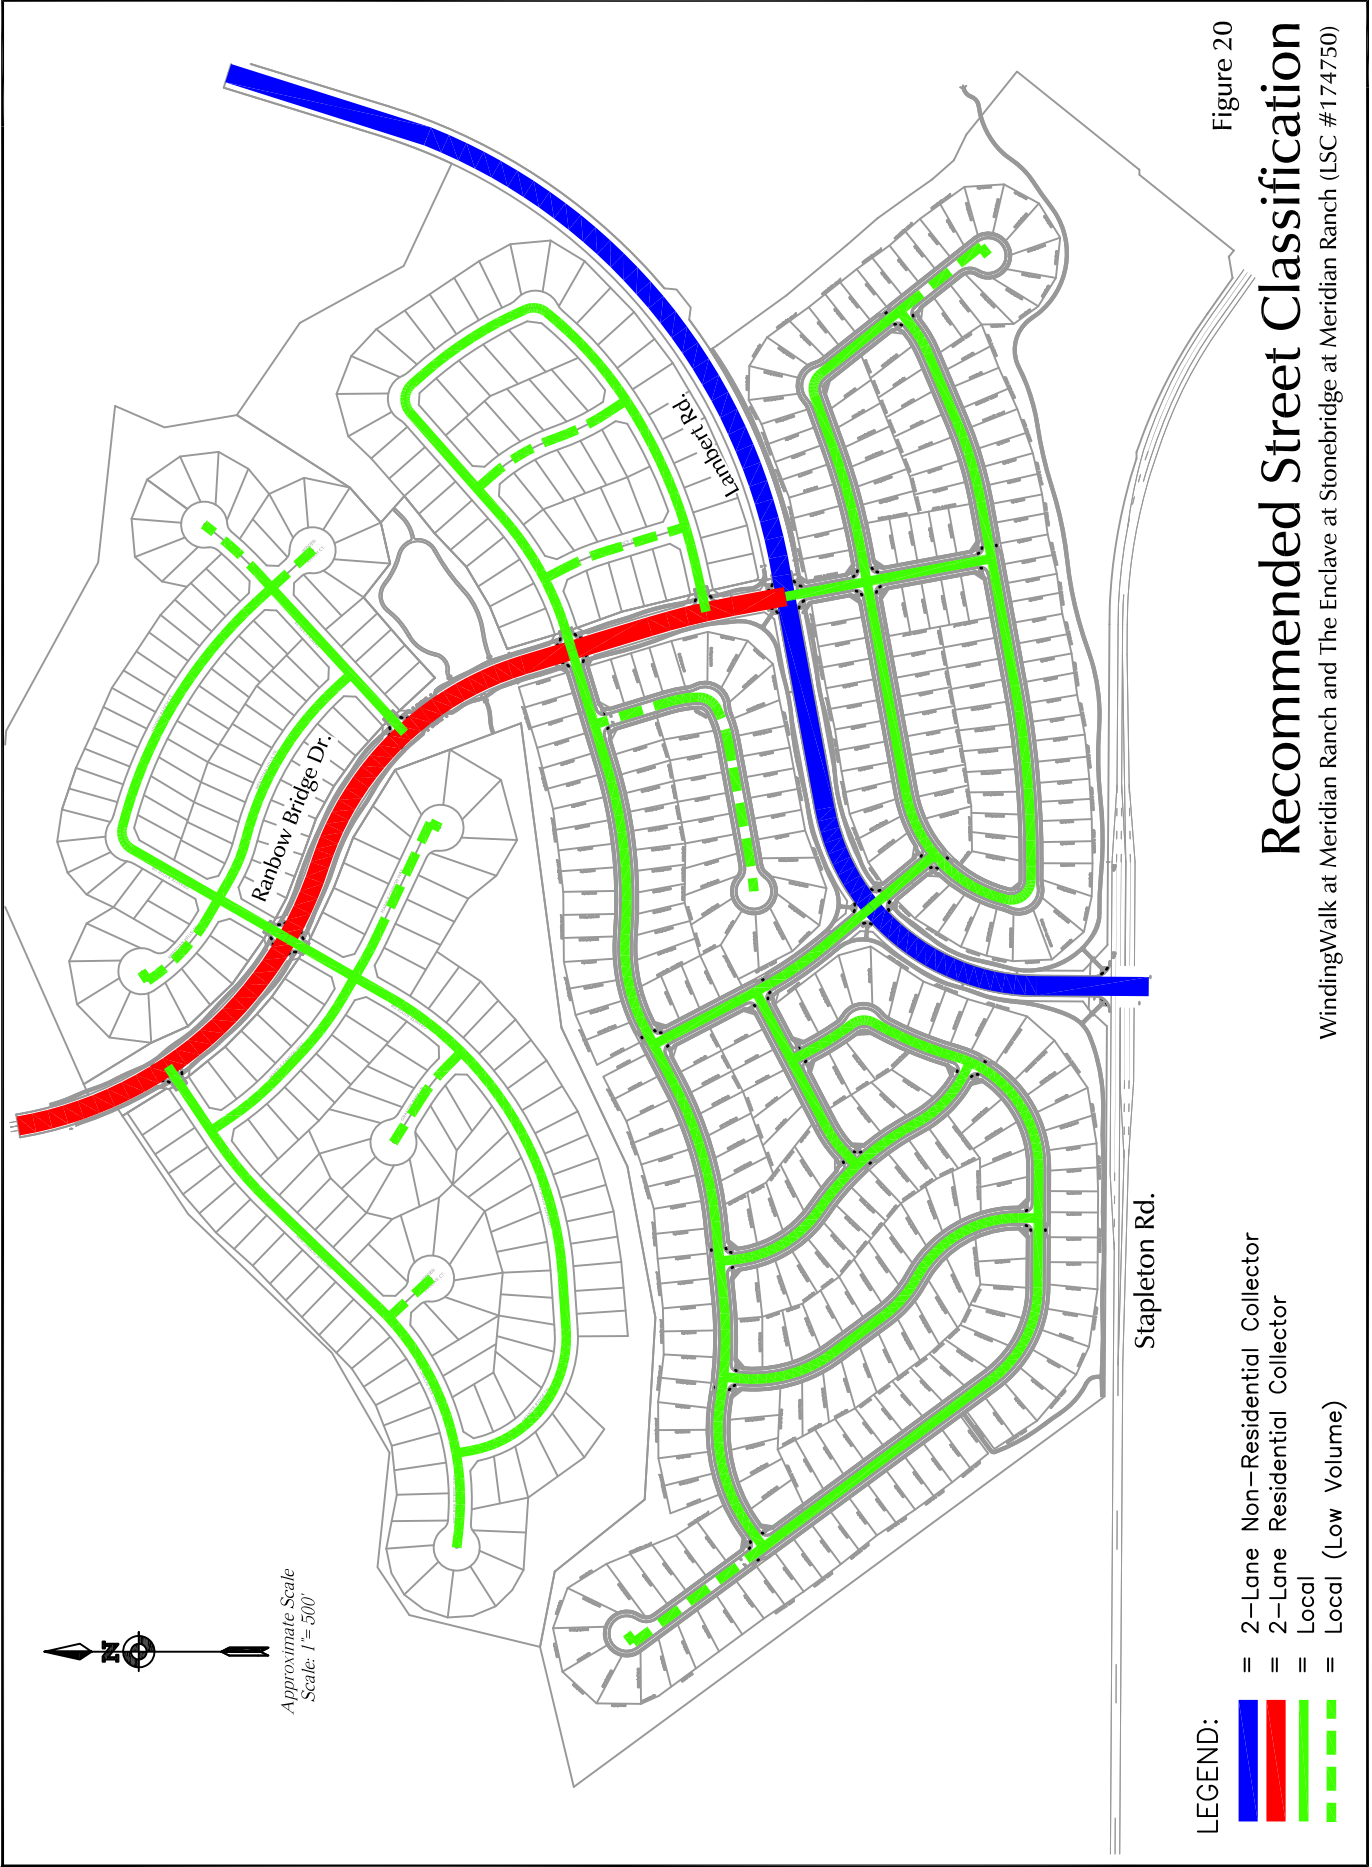 Figure 20
Recommended Street Classification
WindingWalk at Meridian Ranch and The Enclave at Stonebridge at Meridian Ranch (LSC #174750)
Lambert Rd.
Ranbow Bridge Dr.
Stapleton Rd.
N
Approximate Scale
Scale: 1"= 500'
LEGEND:
= 2-Lane Non-Residential Collector
= 2-Lane Residential Collector
= Local
= Local (Low Volume)